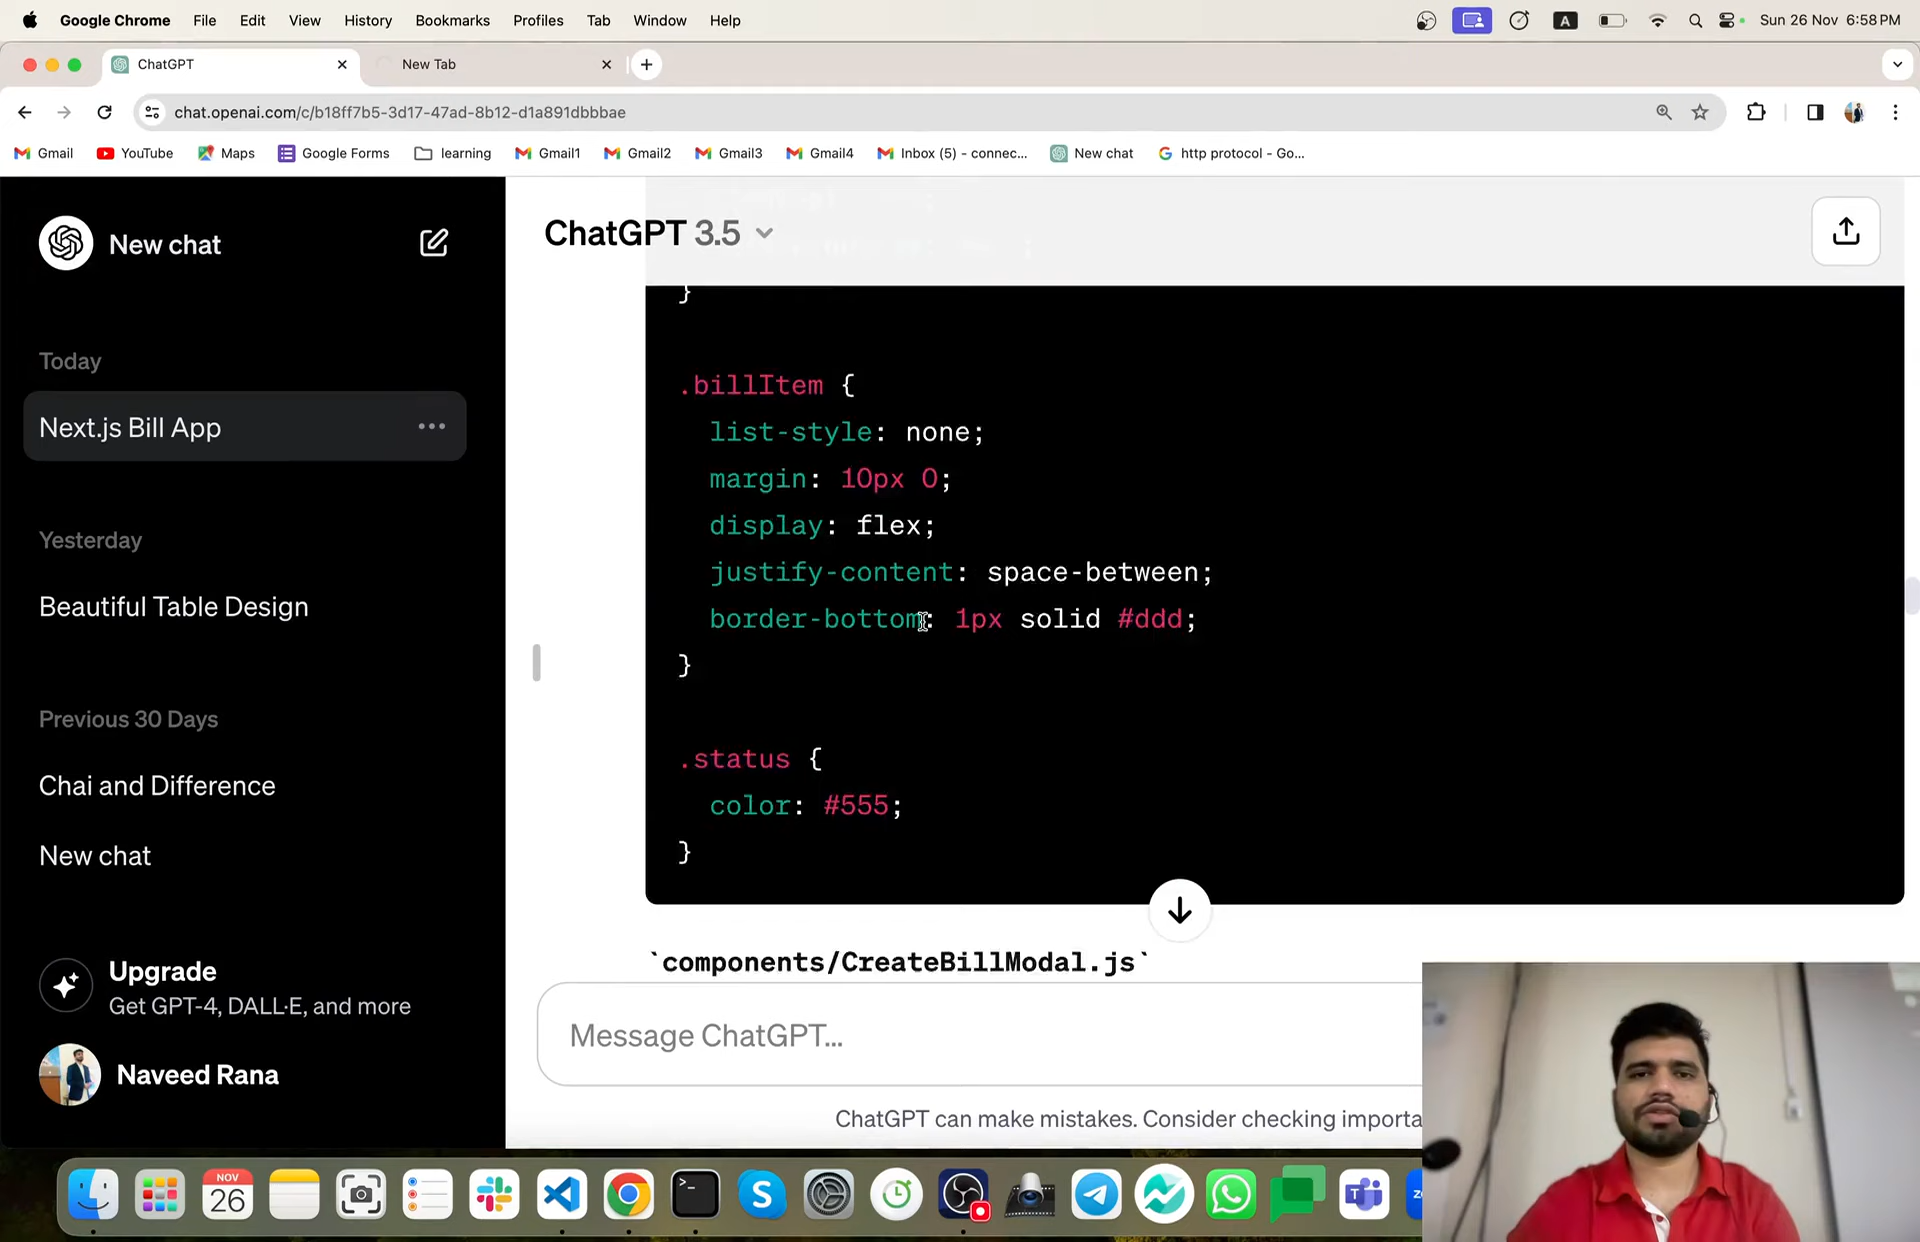 Google Chrome File Edit View History Bookmarks Profiles Tab Window Help A Sun 26 Nov 6:58 PM
ChatGPT New Tab
chat.openai.com/c/b18ff7b5-3d17-47ad-8b12-d1a891dbbbae
Gmail YouTube Maps Google Forms learning Gmail1 Gmail2 Gmail3 Gmail4 Inbox (5) - connec... New chat http protocol - Go...
New chat
ChatGPT 3.5
Today
Next.js Bill App
Yesterday
Beautiful Table Design
Previous 30 Days
Chai and Difference
New chat
Upgrade
Get GPT-4, DALL·E, and more
Naveed Rana
}
.billItem {
list-style: none;
margin: 10px 0;
display: flex;
justify-content: space-between;
border-bottom: 1px solid #ddd;
}
.status {
color: #555;
}
`components/CreateBillModal.js`
Message ChatGPT...
ChatGPT can make mistakes. Consider checking importa
NOV
26